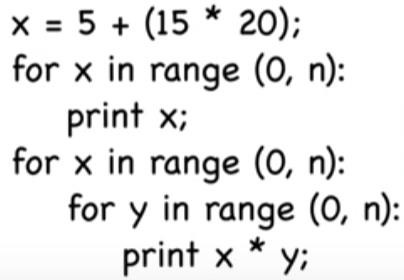 x = 5 + (15 * 20);
for x in range (0, n):
print x;
for x in range (0, n):
for y in range (0, n):
print x * y;